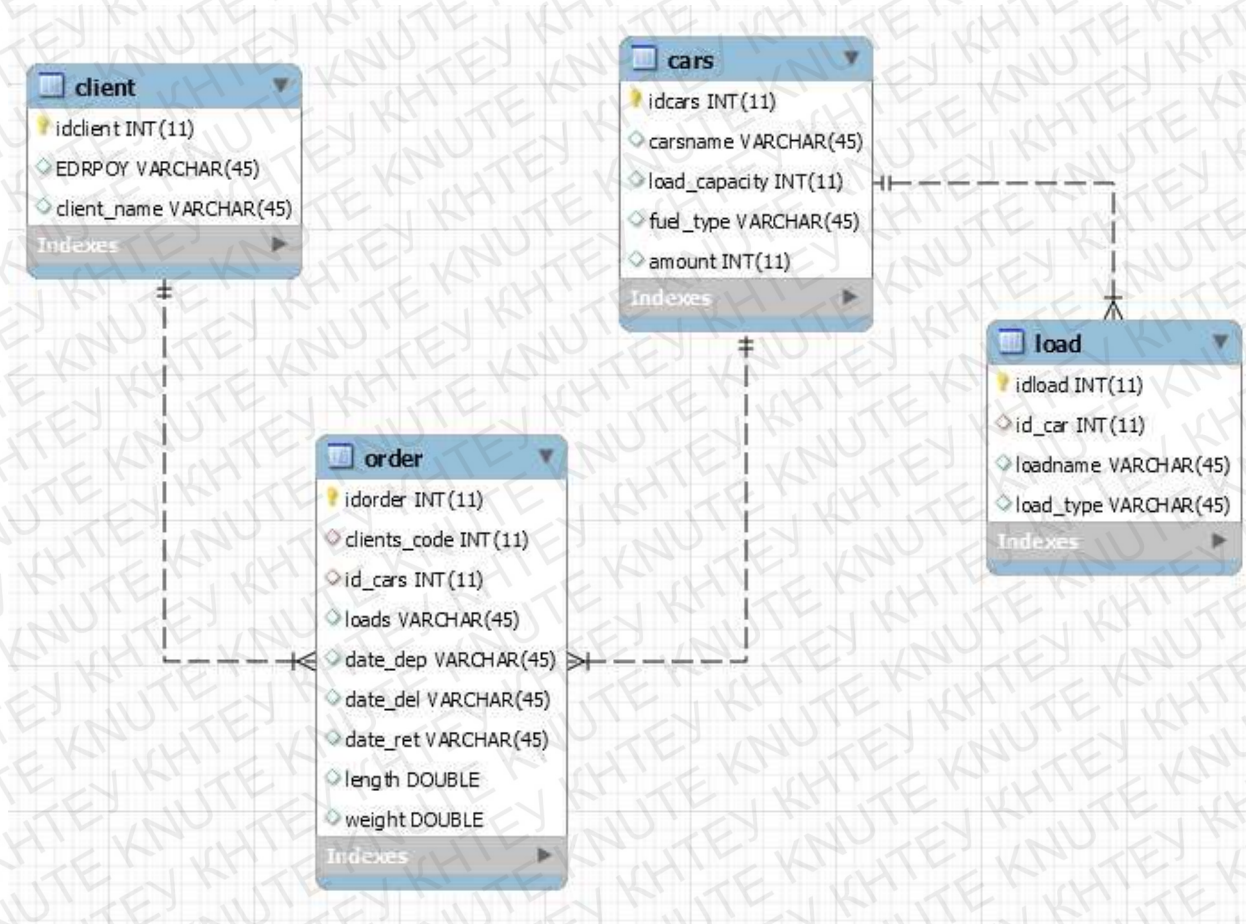 client
idclient INT(11)
EDRPOY VARCHAR(45)
client_name VARCHAR(45)
Indexes
cars
idcars INT(11)
carsname VARCHAR(45)
load_capacity INT(11)
fuel_type VARCHAR(45)
amount INT(11)
Indexes
load
idload INT(11)
id_car INT(11)
loadname VARCHAR(45)
load_type VARCHAR(45)
Indexes
order
idorder INT(11)
clients_code INT(11)
id_cars INT(11)
loads VARCHAR(45)
date_dep VARCHAR(45)
date_del VARCHAR(45)
date_ret VARCHAR(45)
length DOUBLE
weight DOUBLE
Indexes